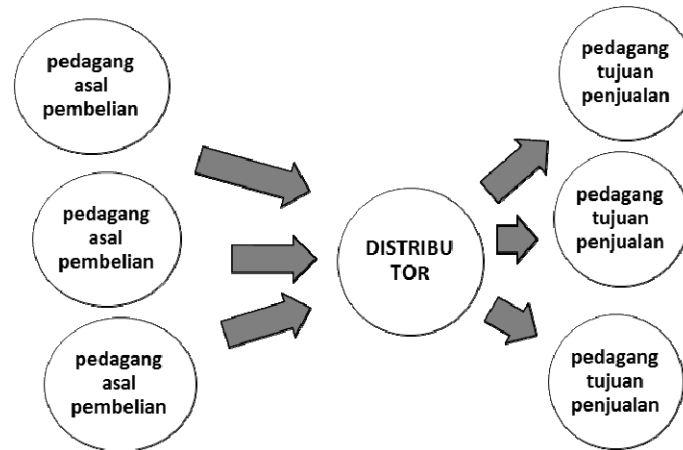 pedagang
asal
pembelian
pedagang
asal
pembelian
pedagang
asal
pembelian
DISTRIBU
TOR
pedagang
tujuan
penjualan
pedagang
tujuan
penjualan
pedagang
tujuan
penjualan